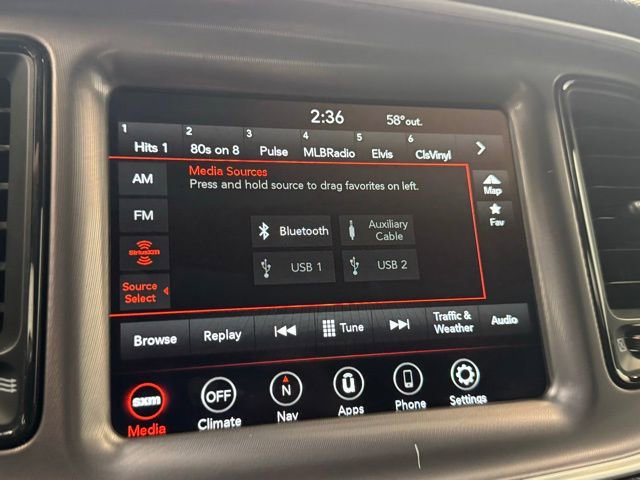 2:36 58° out.
1 2 3 4 5 6
Hits 1 80s on 8 Pulse MLBRadio Elvis ClsVinyl
AM
FM
SiriusXM
Source
Select
Media Sources
Press and hold source to drag favorites on left.
Bluetooth
Auxiliary
Cable
USB 1
USB 2
Map
Fav
Browse
Replay
Tune
Traffic &
Weather
Audio
sxm
Media
OFF
Climate
N
Nav
Apps
Phone
Settings